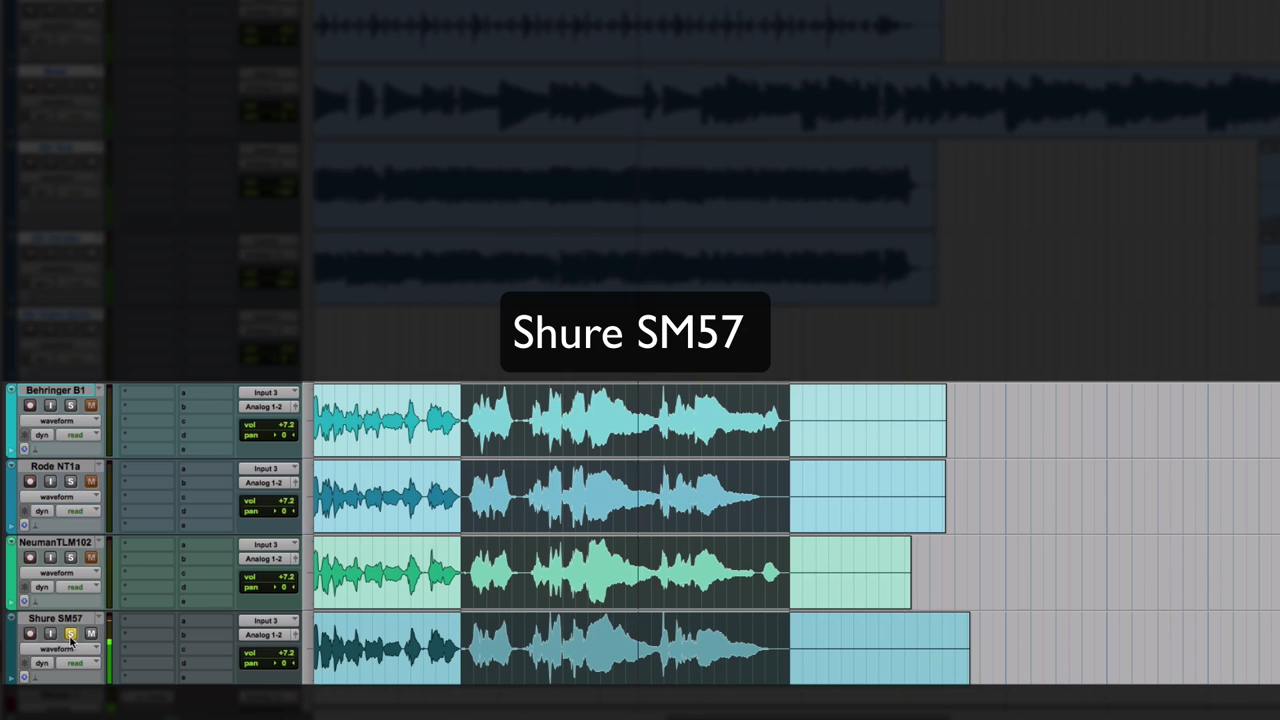 Shure SM57
Behringer B1
I S M
waveform
dyn read
a
b
c
d
e
Input 3
Analog 1-2
vol +7.2
pan 0
Rode NT1a
I S M
waveform
dyn read
a
b
c
d
e
Input 3
Analog 1-2
vol +7.2
pan 0
NeumanTLM102
I S M
waveform
dyn read
a
b
c
d
e
Input 3
Analog 1-2
vol +7.2
pan 0
Shure SM57
I S M
waveform
dyn read
a
b
c
d
e
Input 3
Analog 1-2
vol +7.2
pan 0